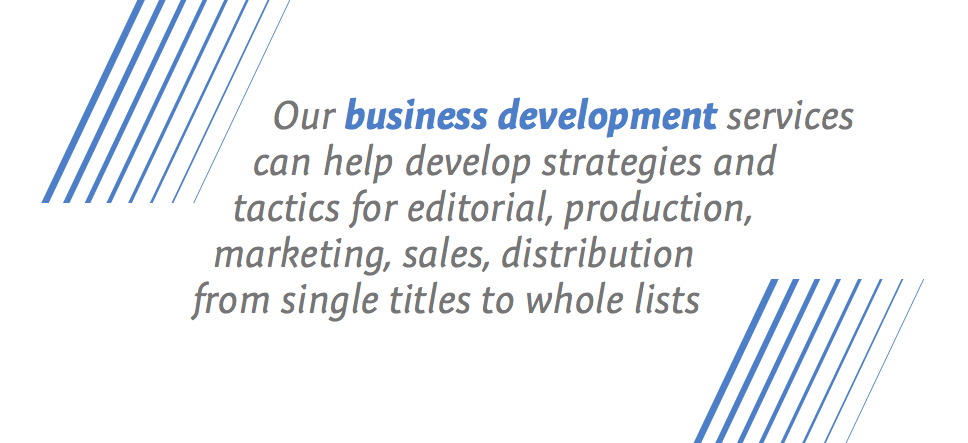 Our business development services
can help develop strategies and
tactics for editorial, production,
marketing, sales, distribution
from single titles to whole lists